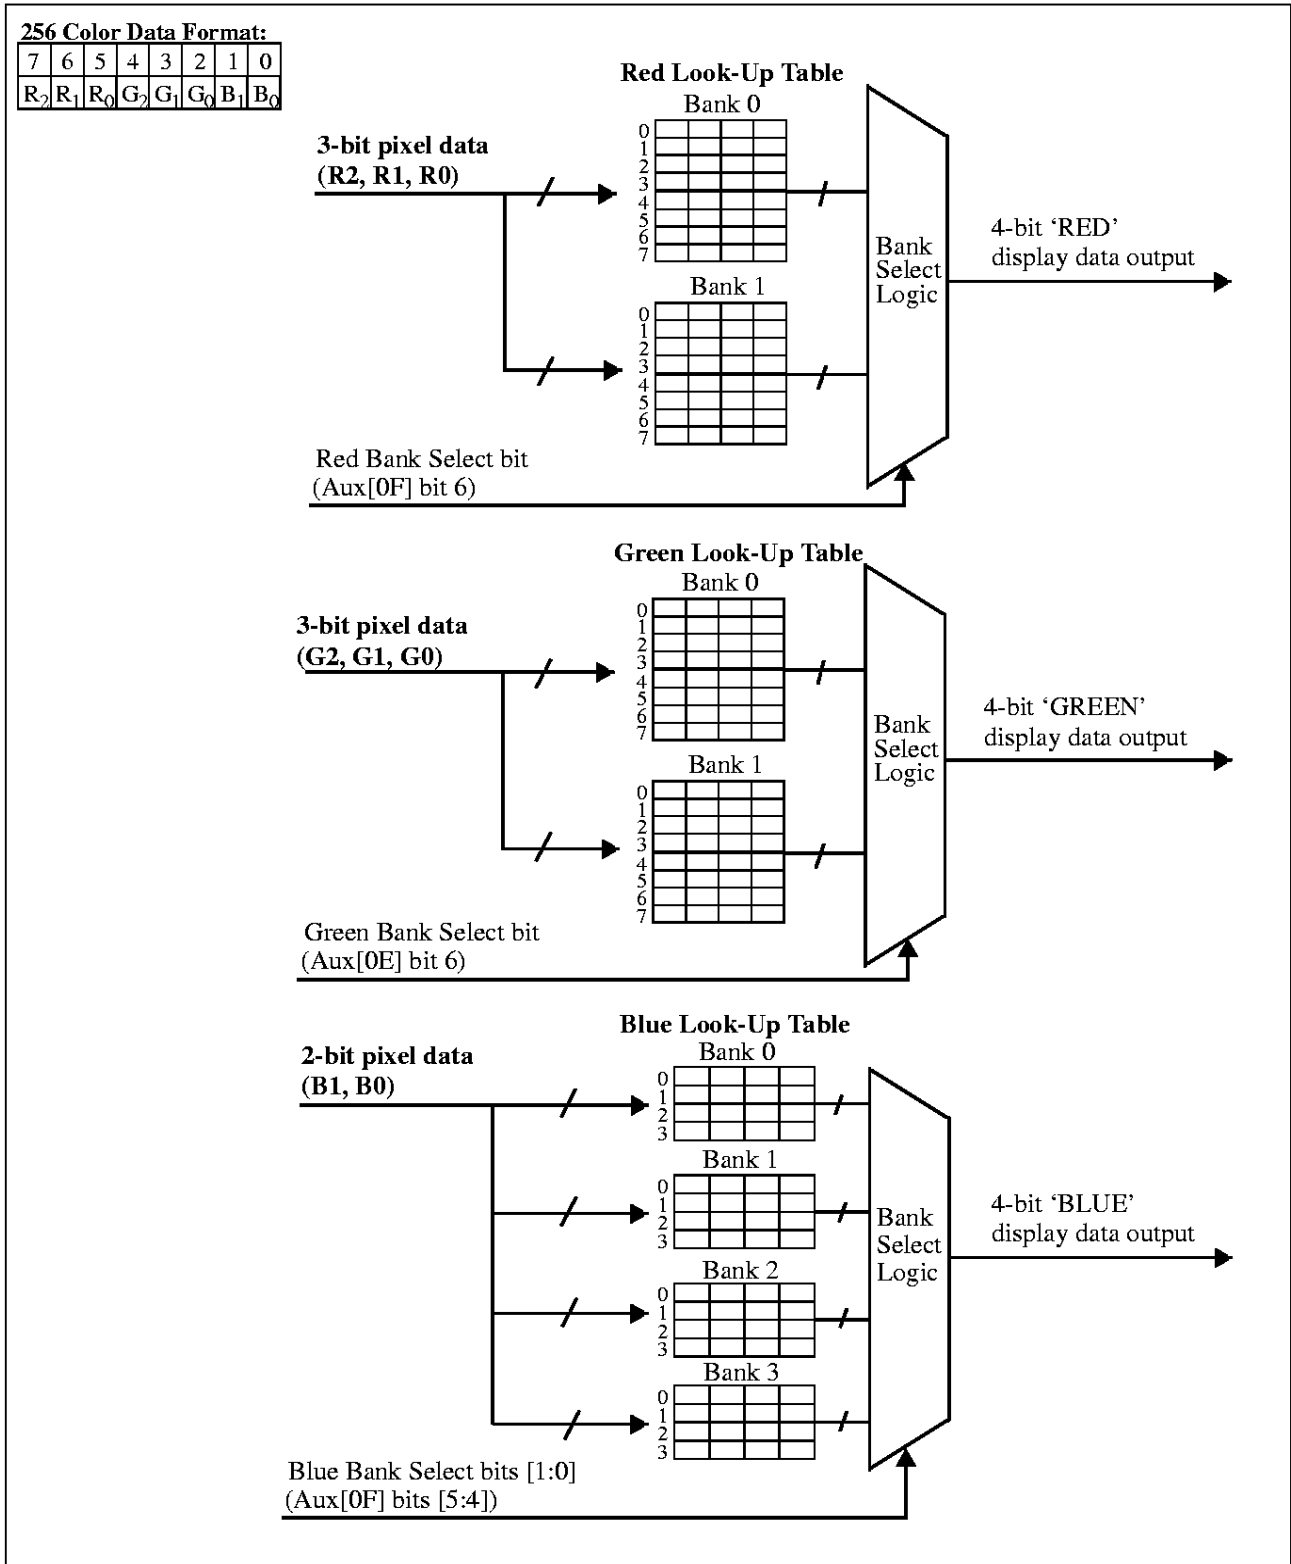 256 Color Data Format:
7 6 5 4 3 2 1 0
R2 R1 R0 G2 G1 G0 B1 B0
Red Look-Up Table
Bank 0
3-bit pixel data
(R2, R1, R0)
0
1
2
3
4
5
6
7
Bank 1
0
1
2
3
4
5
6
7
Bank
Select
Logic
4-bit ‘RED’
display data output
Red Bank Select bit
(Aux[0F] bit 6)
Green Look-Up Table
Bank 0
3-bit pixel data
(G2, G1, G0)
0
1
2
3
4
5
6
7
Bank 1
0
1
2
3
4
5
6
7
Bank
Select
Logic
4-bit ‘GREEN’
display data output
Green Bank Select bit
(Aux[0E] bit 6)
Blue Look-Up Table
Bank 0
2-bit pixel data
(B1, B0)
0
1
2
3
Bank 1
0
1
2
3
Bank 2
0
1
2
3
Bank 3
0
1
2
3
Bank
Select
Logic
4-bit ‘BLUE’
display data output
Blue Bank Select bits [1:0]
(Aux[0F] bits [5:4])